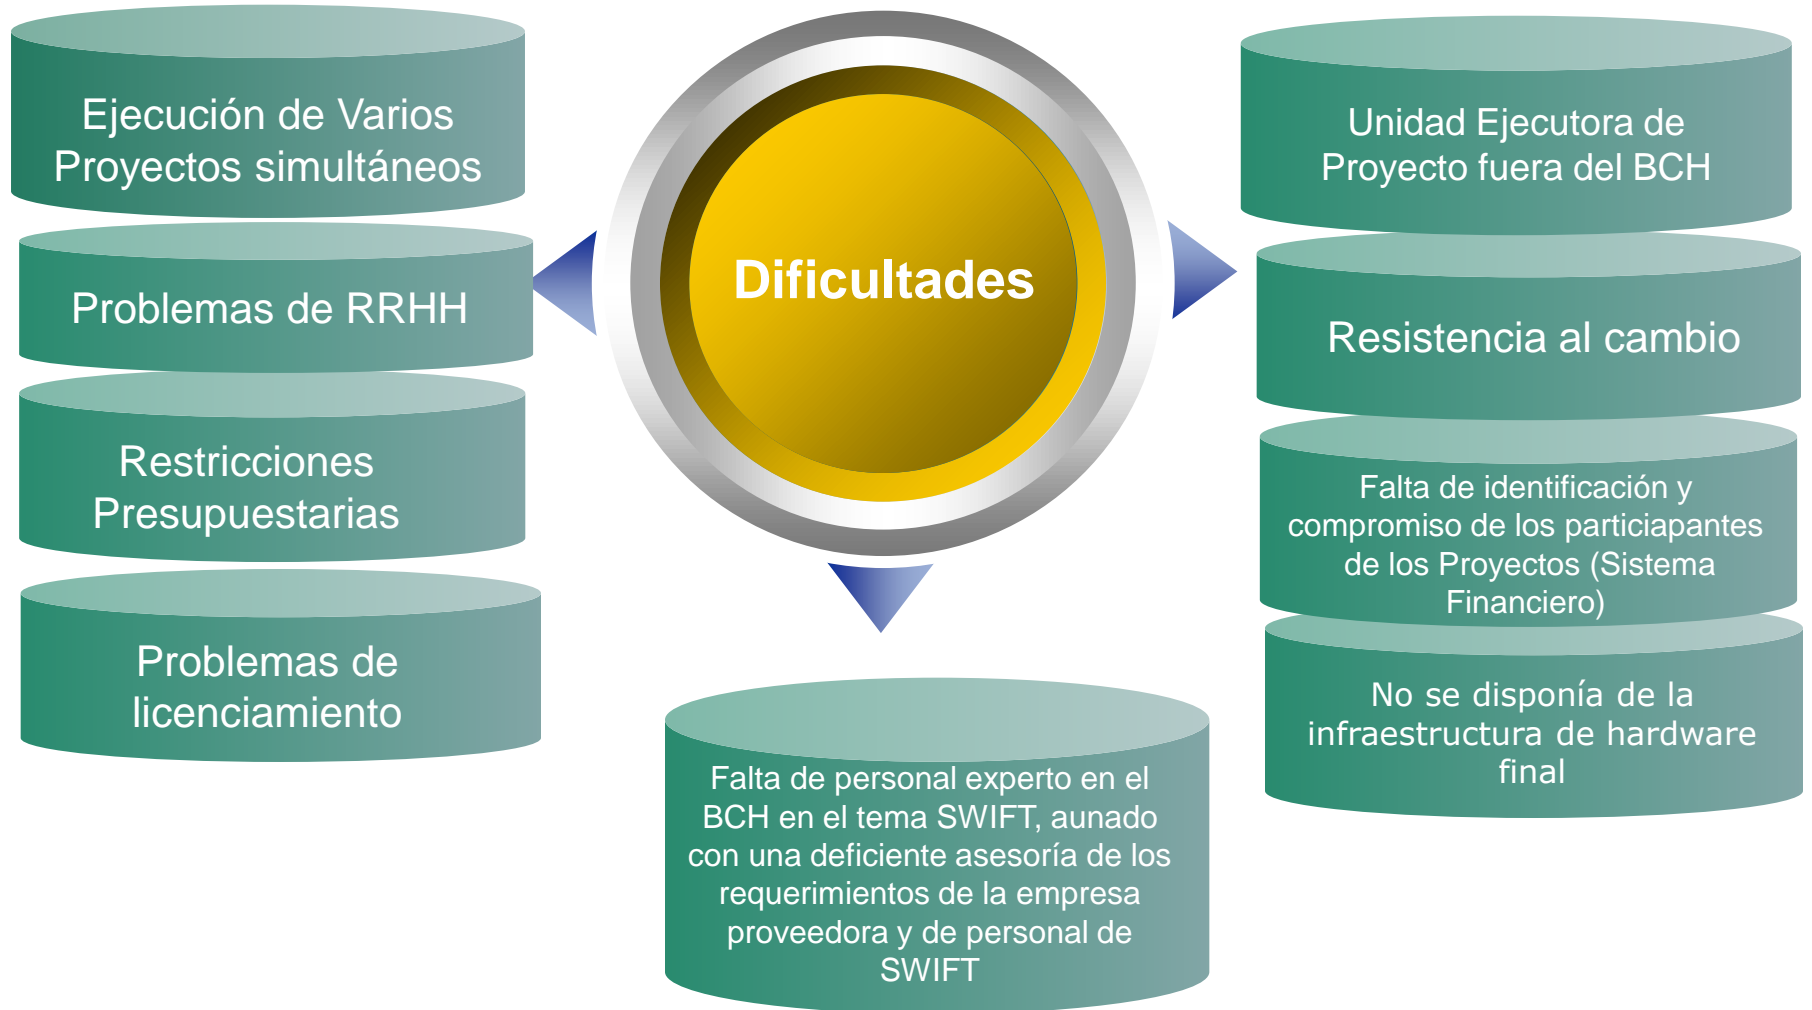 Ejecución de Varios
Proyectos simultáneos
Problemas de RRHH
Restricciones
Presupuestarias
Problemas de
licenciamiento
Dificultades
Falta de personal experto en el
BCH en el tema SWIFT, aunado
con una deficiente asesoría de los
requerimientos de la empresa
proveedora y de personal de
SWIFT
Unidad Ejecutora de
Proyecto fuera del BCH
Resistencia al cambio
Falta de identificación y
compromiso de los particiapantes
de los Proyectos (Sistema
Financiero)
No se disponía de la
infraestructura de hardware
final